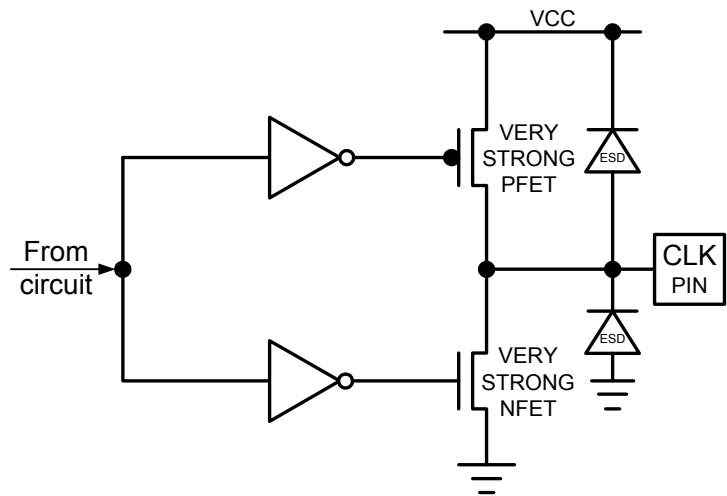 VCC
VERY
STRONG
PFET
ESD
From
circuit
CLK
PIN
ESD
VERY
STRONG
NFET